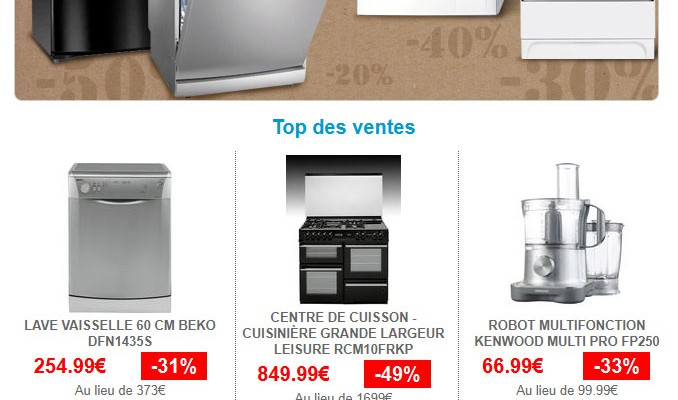 -50%
-20%
-40%
-30%
Top des ventes
LAVE VAISSELLE 60 CM BEKO
DFN1435S
254.99€ -31%
Au lieu de 373€
CENTRE DE CUISSON -
CUISINIÈRE GRANDE LARGEUR
LEISURE RCM10FRKP
849.99€ -49%
Au lieu de 1699€
ROBOT MULTIFONCTION
KENWOOD MULTI PRO FP250
66.99€ -33%
Au lieu de 99.99€